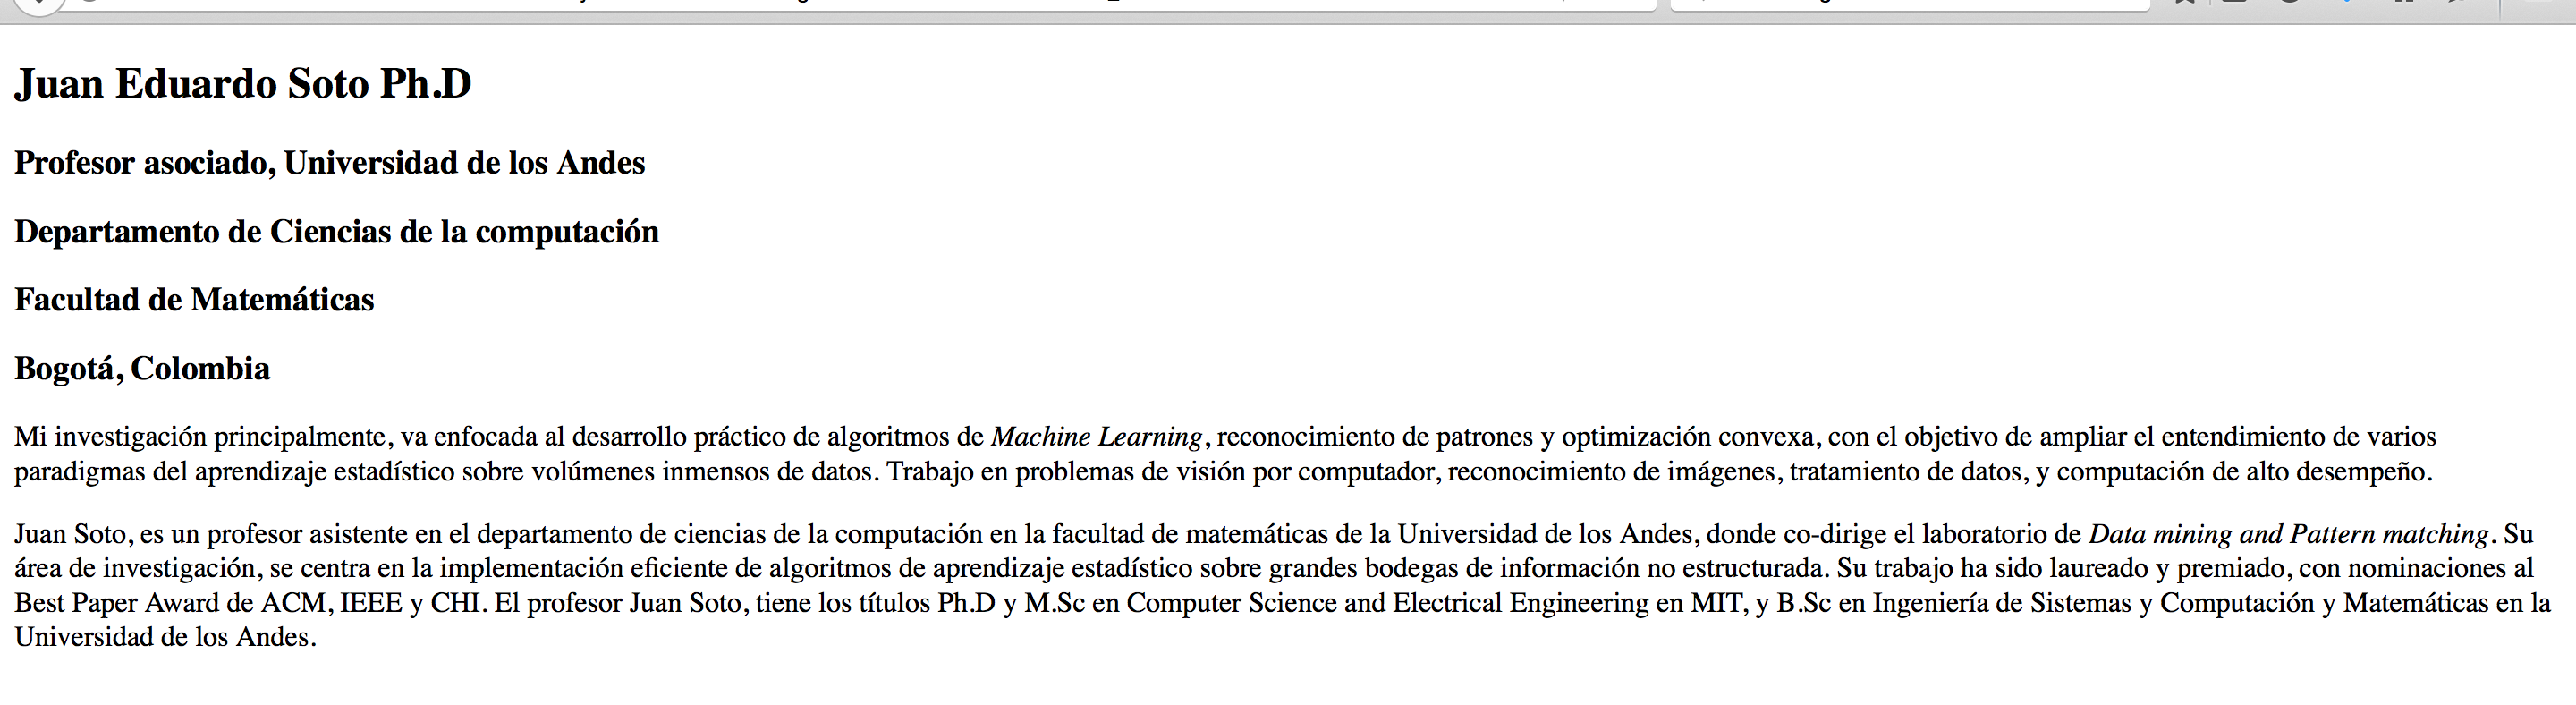 Juan Eduardo Soto Ph.D
Profesor asociado, Universidad de los Andes
Departamento de Ciencias de la computación
Facultad de Matemáticas
Bogotá, Colombia
Mi investigación principalmente, va enfocada al desarrollo práctico de algoritmos de Machine Learning, reconocimiento de patrones y optimización convexa, con el objetivo de ampliar el entendimiento de varios
paradigmas del aprendizaje estadístico sobre volúmenes inmensos de datos. Trabajo en problemas de visión por computador, reconocimiento de imágenes, tratamiento de datos, y computación de alto desempeño.
Juan Soto, es un profesor asistente en el departamento de ciencias de la computación en la facultad de matemáticas de la Universidad de los Andes, donde co-dirige el laboratorio de Data mining and Pattern matching. Su
área de investigación, se centra en la implementación eficiente de algoritmos de aprendizaje estadístico sobre grandes bodegas de información no estructurada. Su trabajo ha sido laureado y premiado, con nominaciones al
Best Paper Award de ACM, IEEE y CHI. El profesor Juan Soto, tiene los títulos Ph.D y M.Sc en Computer Science and Electrical Engineering en MIT, y B.Sc en Ingeniería de Sistemas y Computación y Matemáticas en la
Universidad de los Andes.